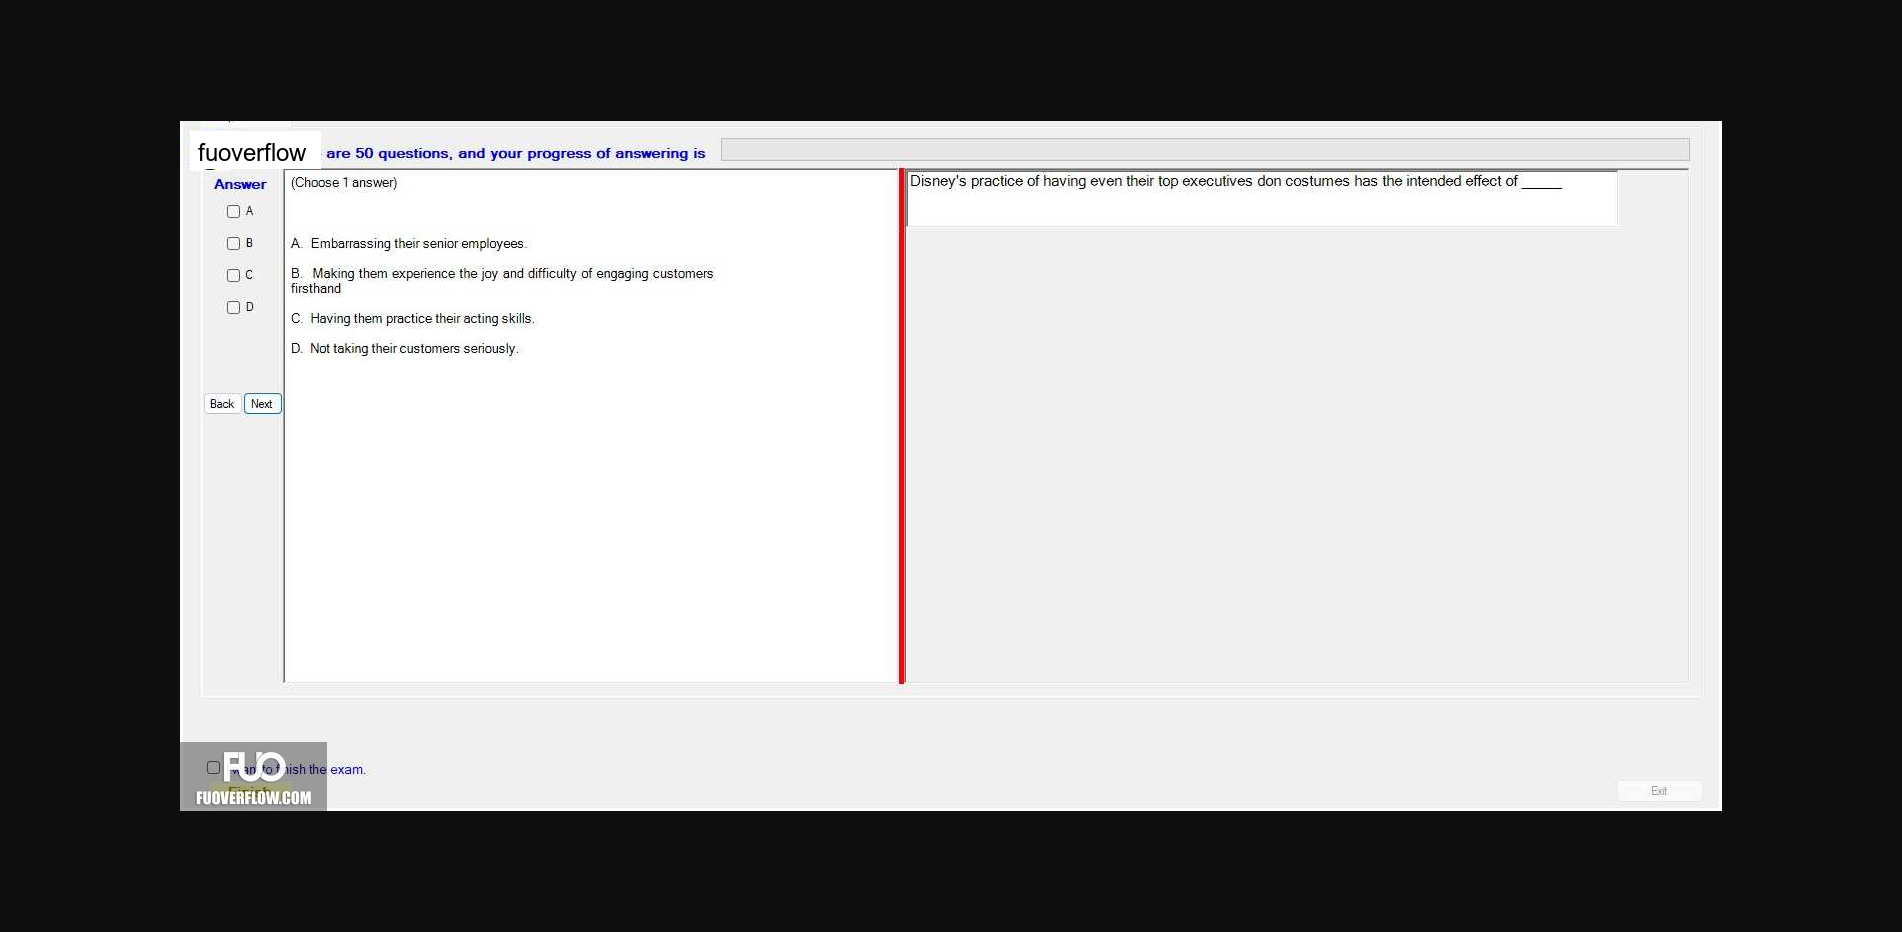 fuoverflow are 50 questions, and your progress of answering is
Answer
(Choose 1 answer)
Disney's practice of having even their top executives don costumes has the intended effect of _____
A
B
C
D
A. Embarrassing their senior employees.
B. Making them experience the joy and difficulty of engaging customers
firsthand
C. Having them practice their acting skills.
D. Not taking their customers seriously.
Back Next
FUO
want to finish the exam.
Finish
FUOVERFLOW.COM
Exit